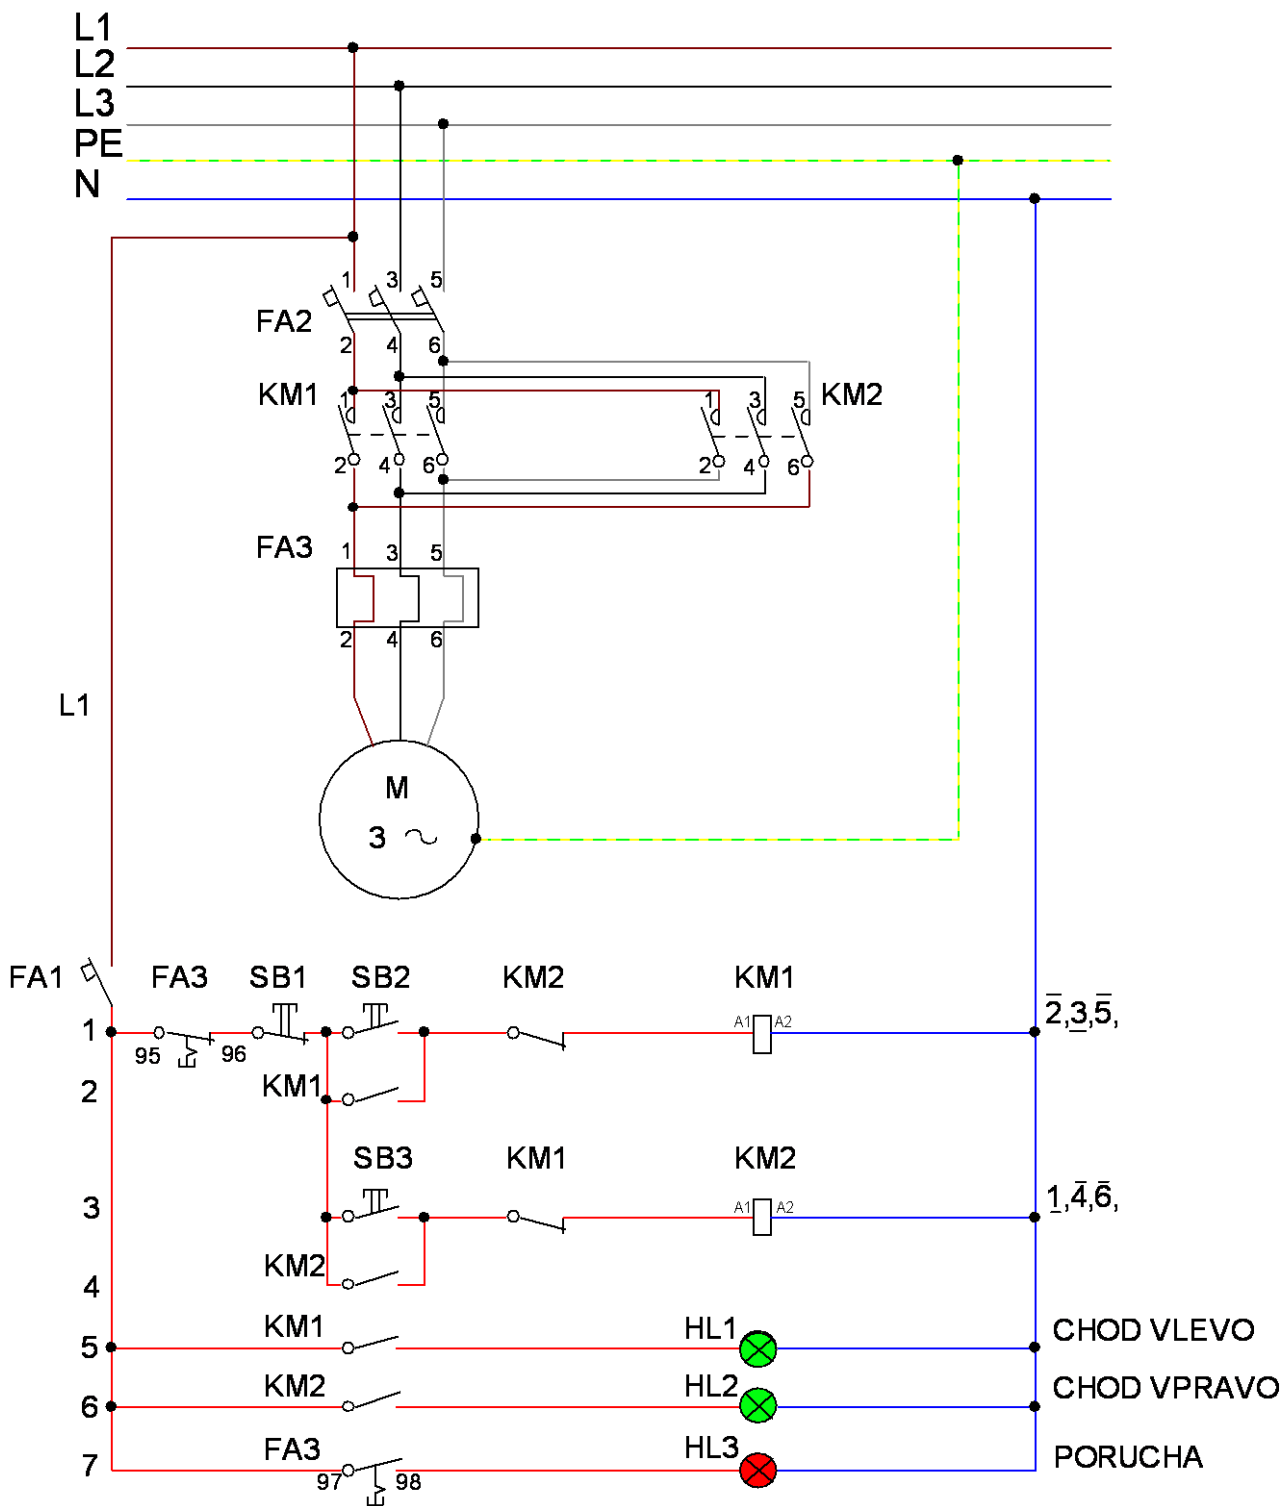 L1
L2
L3
PE
N
1 3 5
FA2
2 4 6
KM1 1 3 5 1 3 5 KM2
2 4 6 2 4 6
FA3 1 3 5
2 4 6
L1
M
3 ~
FA1 FA3 SB1 SB2 KM2 KM1
1 95 96 A1 A2 2,3,5,
2 KM1
SB3 KM1 KM2
3 A1 A2 1,4,6,
4 KM2
5 KM1 HL1 CHOD VLEVO
6 KM2 HL2 CHOD VPRAVO
7 FA3 97 98 HL3 PORUCHA